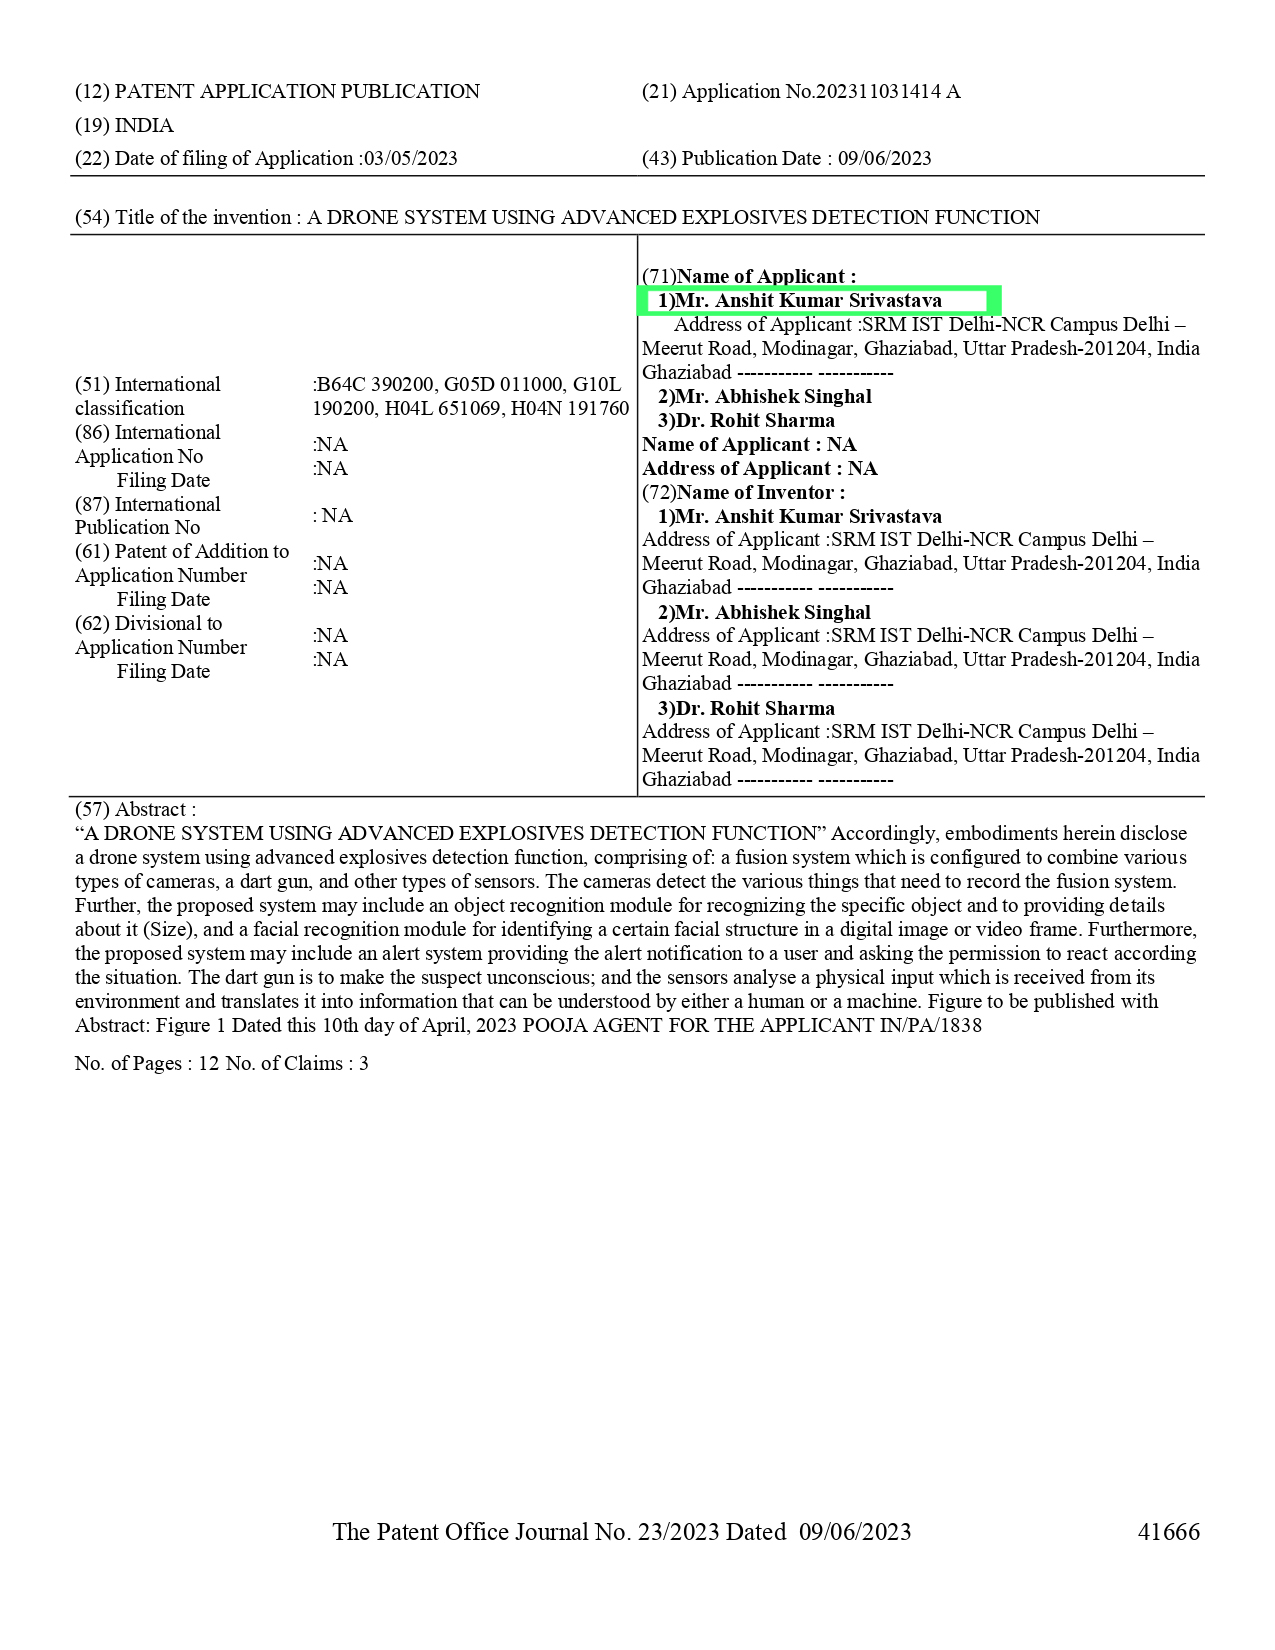 (12) PATENT APPLICATION PUBLICATION
(21) Application No.202311031414 A
(19) INDIA
(22) Date of filing of Application :03/05/2023
(43) Publication Date : 09/06/2023
(54) Title of the invention : A DRONE SYSTEM USING ADVANCED EXPLOSIVES DETECTION FUNCTION
(51) International
classification
:B64C 390200, G05D 011000, G10L
190200, H04L 651069, H04N 191760
(86) International
Application No
Filing Date
:NA
:NA
(87) International
Publication No
: NA
(61) Patent of Addition to
Application Number
Filing Date
:NA
:NA
(62) Divisional to
Application Number
Filing Date
:NA
:NA
(71)Name of Applicant :
1)Mr. Anshit Kumar Srivastava
Address of Applicant :SRM IST Delhi-NCR Campus Delhi –
Meerut Road, Modinagar, Ghaziabad, Uttar Pradesh-201204, India
Ghaziabad ----------- -----------
2)Mr. Abhishek Singhal
3)Dr. Rohit Sharma
Name of Applicant : NA
Address of Applicant : NA
(72)Name of Inventor :
1)Mr. Anshit Kumar Srivastava
Address of Applicant :SRM IST Delhi-NCR Campus Delhi –
Meerut Road, Modinagar, Ghaziabad, Uttar Pradesh-201204, India
Ghaziabad ----------- -----------
2)Mr. Abhishek Singhal
Address of Applicant :SRM IST Delhi-NCR Campus Delhi –
Meerut Road, Modinagar, Ghaziabad, Uttar Pradesh-201204, India
Ghaziabad ----------- -----------
3)Dr. Rohit Sharma
Address of Applicant :SRM IST Delhi-NCR Campus Delhi –
Meerut Road, Modinagar, Ghaziabad, Uttar Pradesh-201204, India
Ghaziabad ----------- -----------
(57) Abstract :
“A DRONE SYSTEM USING ADVANCED EXPLOSIVES DETECTION FUNCTION” Accordingly, embodiments herein disclose
a drone system using advanced explosives detection function, comprising of: a fusion system which is configured to combine various
types of cameras, a dart gun, and other types of sensors. The cameras detect the various things that need to record the fusion system.
Further, the proposed system may include an object recognition module for recognizing the specific object and to providing details
about it (Size), and a facial recognition module for identifying a certain facial structure in a digital image or video frame. Furthermore,
the proposed system may include an alert system providing the alert notification to a user and asking the permission to react according
the situation. The dart gun is to make the suspect unconscious; and the sensors analyse a physical input which is received from its
environment and translates it into information that can be understood by either a human or a machine. Figure to be published with
Abstract: Figure 1 Dated this 10th day of April, 2023 POOJA AGENT FOR THE APPLICANT IN/PA/1838
No. of Pages : 12 No. of Claims : 3
The Patent Office Journal No. 23/2023 Dated 09/06/2023
41666